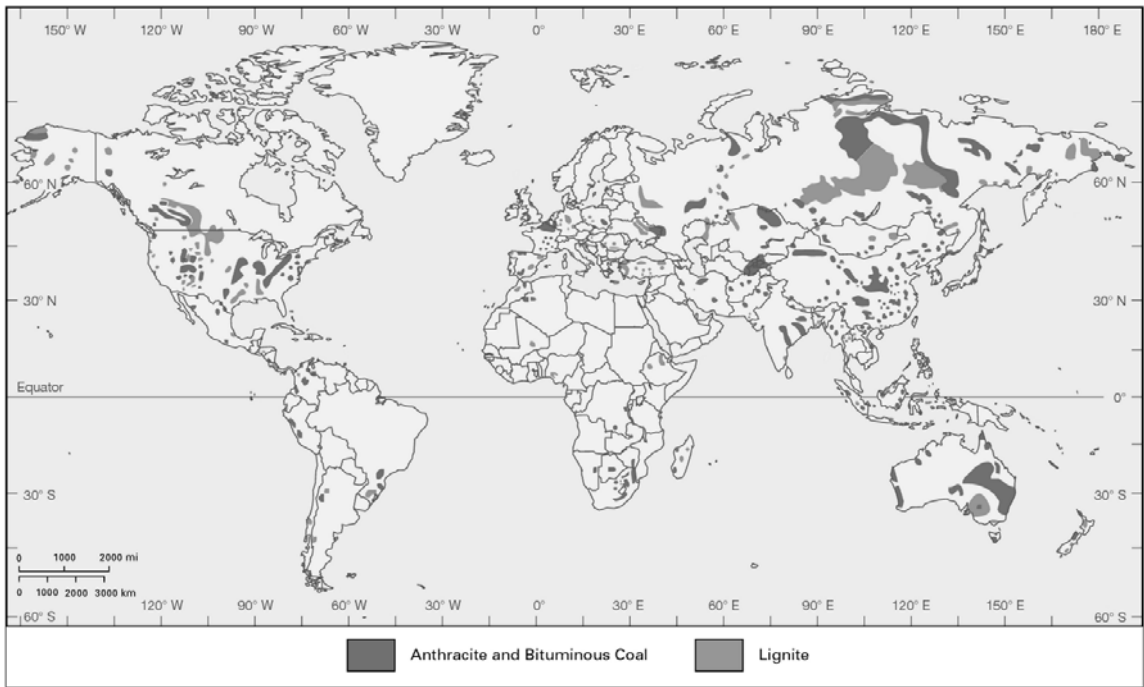 150° W 120° W 90° W 60° W 30° W 0° 30° E 60° E 90° E 120° E 150° E 180° E
60° N 60° N
30° N 30° N
Equator 0°
30° S 30° S
0 1000 2000 mi
0 1000 2000 3000 km
120° W 90° W 60° W 30° W 0° 30° E 60° E 90° E 120° E 150° E
60° S 60° S
Anthracite and Bituminous Coal Lignite